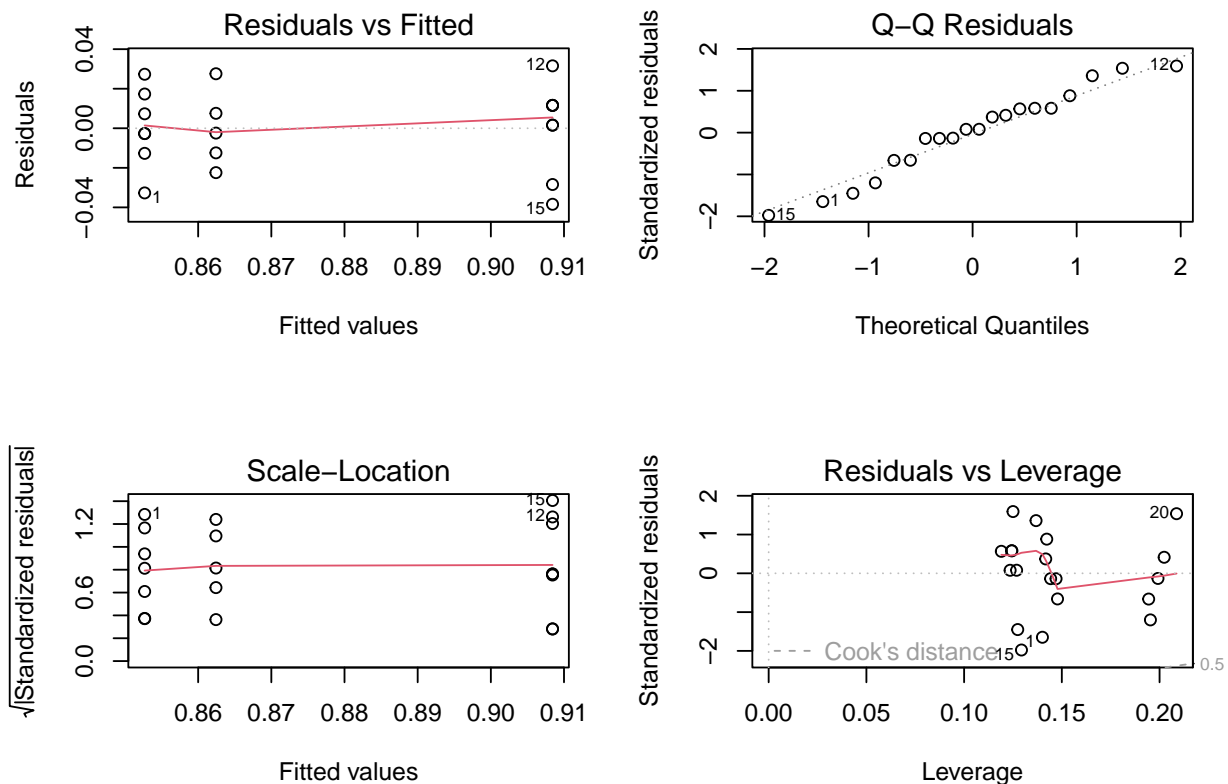 Residuals vs Fitted
Residuals
0.04
0.00
−0.04
12
1
15
0.86 0.87 0.88 0.89 0.90 0.91
Fitted values
Q−Q Residuals
Standardized residuals
2
0
−2
12
1
15
−2 −1 0 1 2
Theoretical Quantiles
Scale−Location
√|Standardized residuals|
1.2
0.6
0.0
15
12
1
0.86 0.87 0.88 0.89 0.90 0.91
Fitted values
Residuals vs Leverage
Standardized residuals
2
1
0
−2
20
1
15
Cook's distance
0.5
0.00 0.05 0.10 0.15 0.20
Leverage